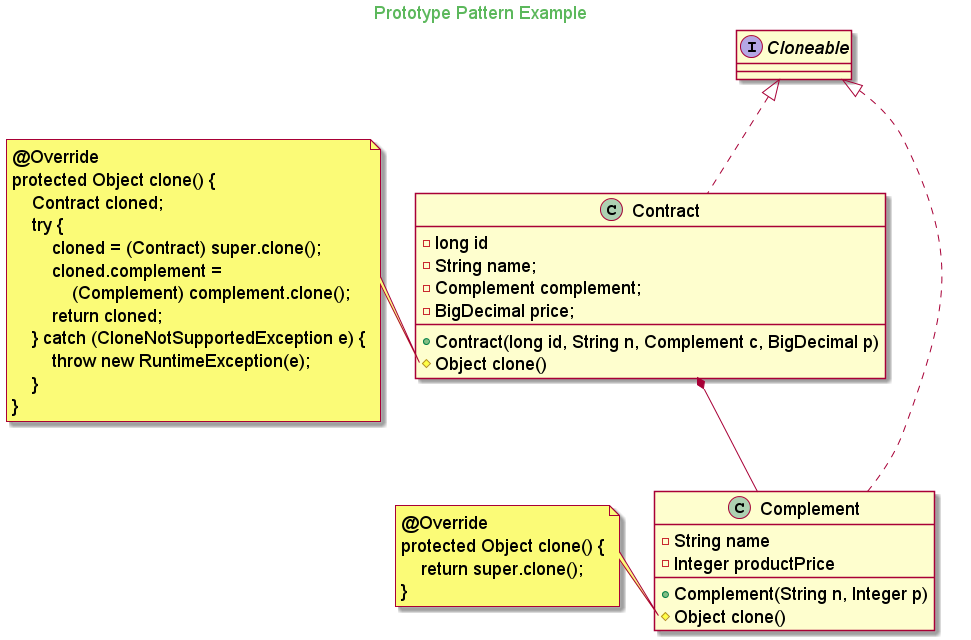 Prototype Pattern Example
I Cloneable
@Override
protected Object clone() {
Contract cloned;
try {
cloned = (Contract) super.clone();
cloned.complement =
(Complement) complement.clone();
return cloned;
} catch (CloneNotSupportedException e) {
throw new RuntimeException(e);
}
}
C Contract
long id
String name;
Complement complement;
BigDecimal price;
Contract(long id, String n, Complement c, BigDecimal p)
Object clone()
@Override
protected Object clone() {
return super.clone();
}
C Complement
String name
Integer productPrice
Complement(String n, Integer p)
Object clone()